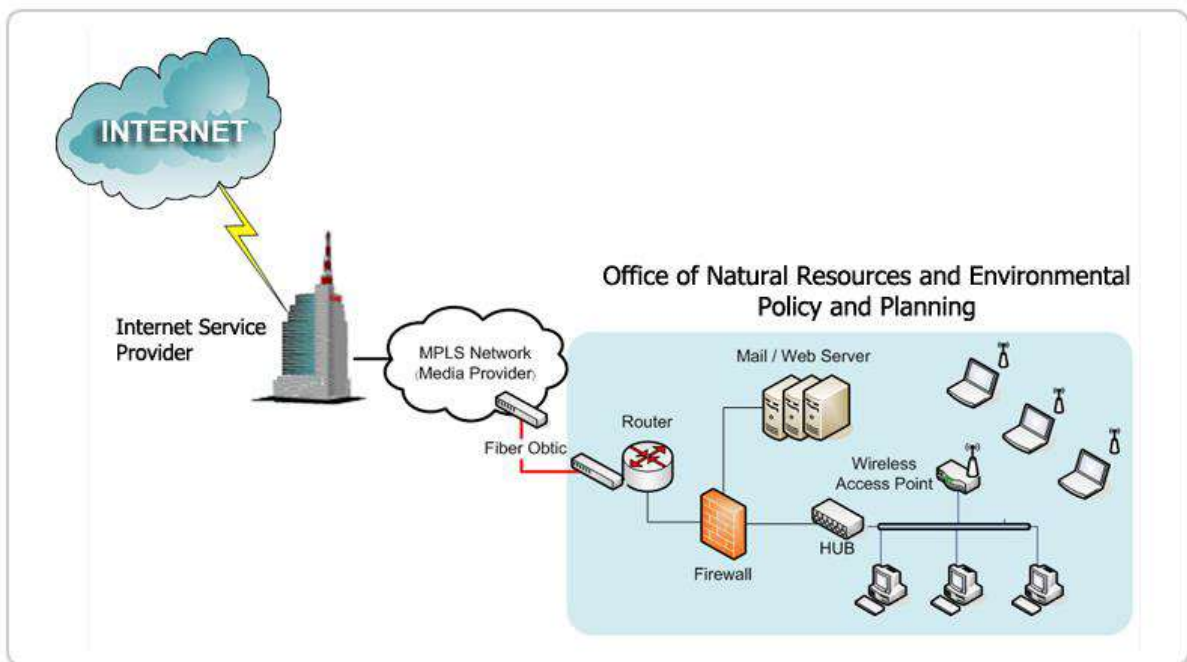 INTERNET
Internet Service
Provider
MPLS Network
(Media Provider)
Fiber Obtic
Office of Natural Resources and Environmental
Policy and Planning
Mail / Web Server
Router
Wireless
Access Point
HUB
Firewall